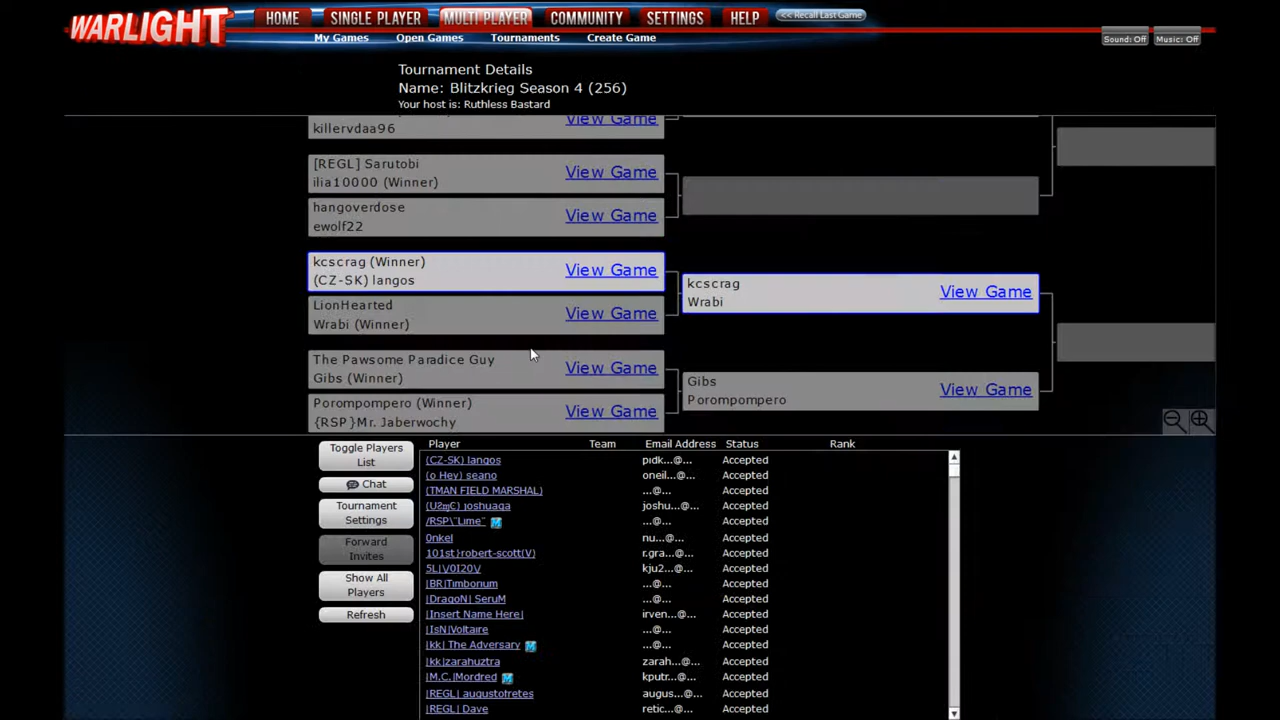 WARLIGHT
HOME SINGLE PLAYER MULTI PLAYER COMMUNITY SETTINGS HELP << Recall Last Game
My Games Open Games Tournaments Create Game
Sound: Off Music: Off
Tournament Details
Name: Blitzkrieg Season 4 (256)
Your host is: Ruthless Bastard
View Game
killervdaa96
[REGL] Sarutobi
ilia10000 (Winner)
View Game
hangoverdose
ewolf22
View Game
kcscrag (Winner)
(CZ-SK) langos
View Game
LionHearted
Wrabi (Winner)
View Game
kcscrag
Wrabi
View Game
The Pawsome Paradice Guy
Gibs (Winner)
View Game
Porompompero (Winner)
{RSP}Mr. Jaberwochy
View Game
Gibs
Porompompero
View Game
Toggle Players List
Chat
Tournament Settings
Forward Invites
Show All Players
Refresh
Player Team Email Address Status Rank
(CZ-SK) langos pidk...@... Accepted
(o Hey) seano oneil...@... Accepted
(TMAN FIELD MARSHAL) ...@... Accepted
joshuaga joshu...@... Accepted
/RSP\"Lime" ...@... Accepted
0nkel nu...@... Accepted
101st}robert-scott(V) r.gra...@... Accepted
5L|\/0I20\/ kju2...@... Accepted
|BR|Timbonum ...@... Accepted
|DragoN| SeruM ...@... Accepted
|Insert Name Here| irven...@... Accepted
|IsN|Voltaire ...@... Accepted
|kk| The Adversary ...@... Accepted
|kk|zarahuztra zarah...@... Accepted
|M.C.|Mordred kputr...@... Accepted
|REGL| augustofretes augus...@... Accepted
|REGL| Dave retic...@... Accepted